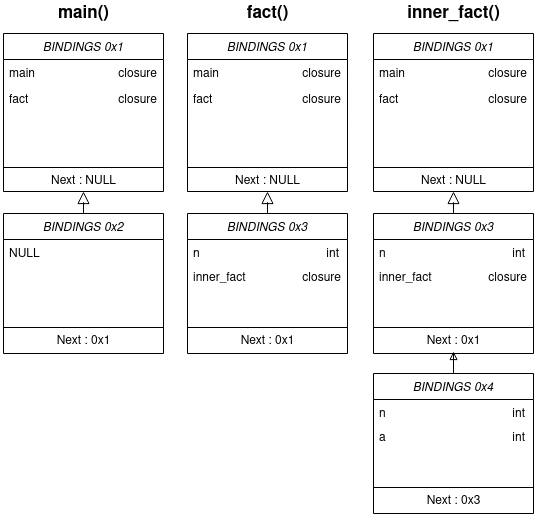 main()
BINDINGS 0x1
main closure
fact closure
Next : NULL
BINDINGS 0x2
NULL
Next : 0x1
fact()
BINDINGS 0x1
main closure
fact closure
Next : NULL
BINDINGS 0x3
n int
inner_fact closure
Next : 0x1
inner_fact()
BINDINGS 0x1
main closure
fact closure
Next : NULL
BINDINGS 0x3
n int
inner_fact closure
Next : 0x1
BINDINGS 0x4
n int
a int
Next : 0x3